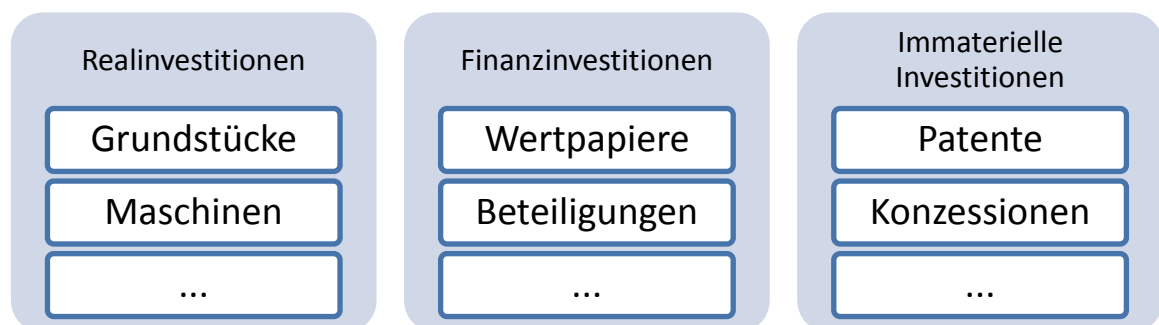 Realinvestitionen
Grundstücke
Maschinen
...
Finanzinvestitionen
Wertpapiere
Beteiligungen
...
Immaterielle
Investitionen
Patente
Konzessionen
...